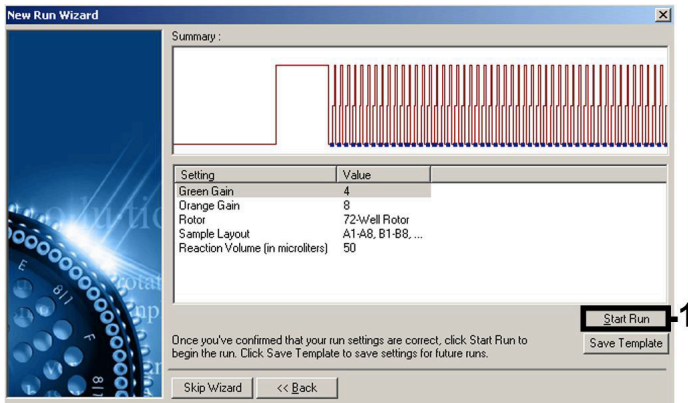 New Run Wizard
Summary :
Setting Value
Green Gain 4
Orange Gain 8
Rotor 72-Well Rotor
Sample Layout A1-A8, B1-B8, ...
Reaction Volume (in microliters) 50
Start Run
1
Once you've confirmed that your run settings are correct, click Start Run to
begin the run. Click Save Template to save settings for future runs.
Save Template
Skip Wizard << Back